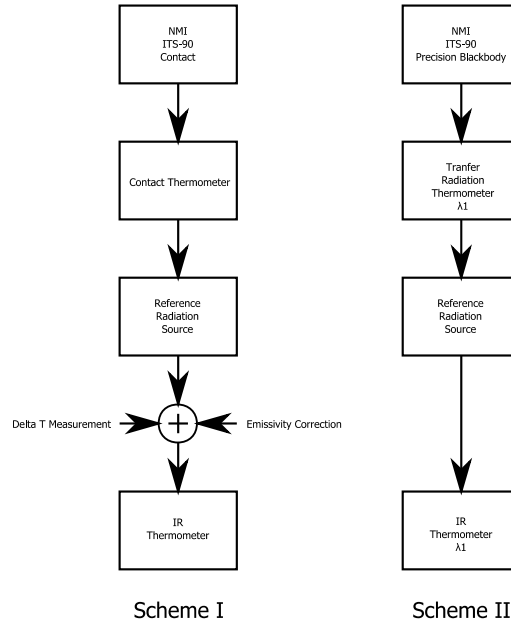 NMI
ITS-90
Contact
Contact Thermometer
Reference
Radiation
Source
Delta T Measurement
+
Emissivity Correction
IR
Thermometer
Scheme I
NMI
ITS-90
Precision Blackbody
Tranfer
Radiation
Thermometer
λ1
Reference
Radiation
Source
IR
Thermometer
λ1
Scheme II